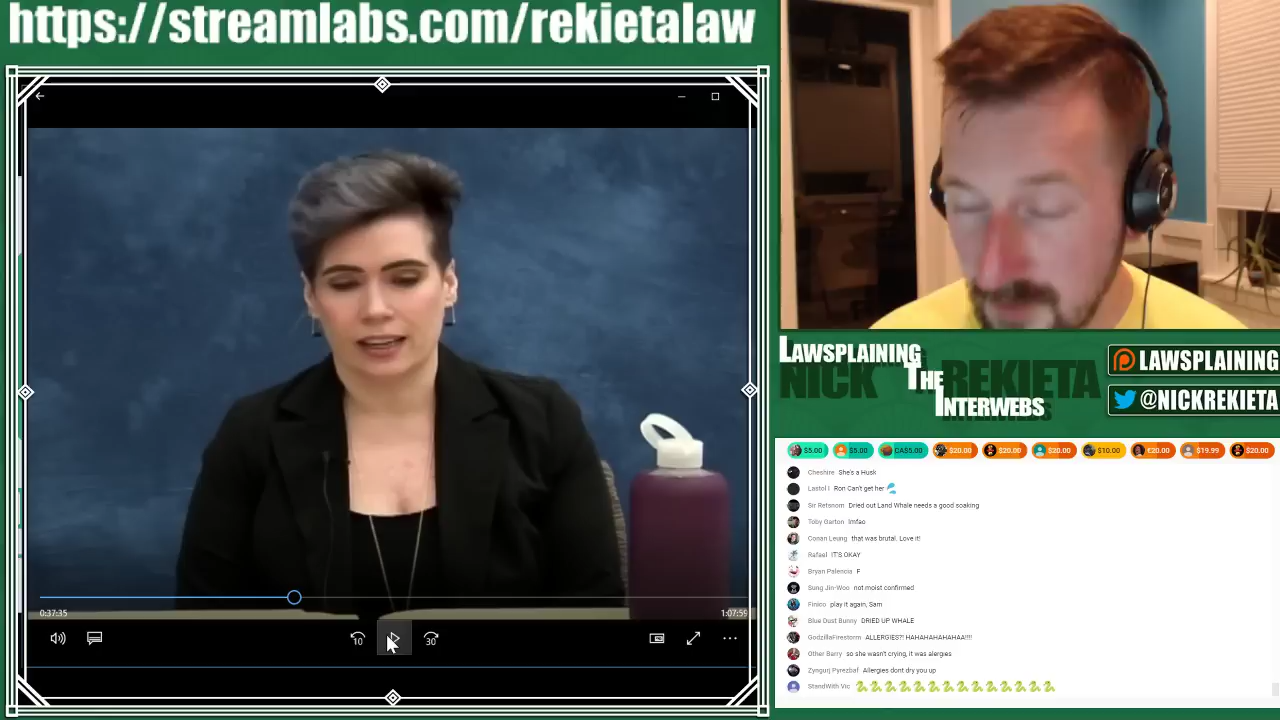 https://streamlabs.com/rekietalaw
0:37:35
1:07:59
10
30
LAWSPLAINING
THE
INTERWEBS
NICK REKIETA
LAWSPLAINING
@NICKREKIETA
$5.00 $5.00 CA$5.00 $20.00 $20.00 $20.00 $10.00 €20.00 $19.99 $20.00
Cheshire She's a Husk
Lastol I Ron Can't get her
Sir Retsnom Dried out Land Whale needs a good soaking
Toby Garton lmfao
Conan Leung that was brutal. Love it!
Rafael IT'S OKAY
Bryan Palencia F
Sung Jin-Woo not moist confirmed
Finico play it again, Sam
Blue Dust Bunny DRIED UP WHALE
GodzillaFirestorm ALLERGIES?! HAHAHAHAHAHAA!!!!
Other Barry so she wasn't crying, it was alergies
Zyngurj Pyrezbaf Allergies dont dry you up
StandWith Vic